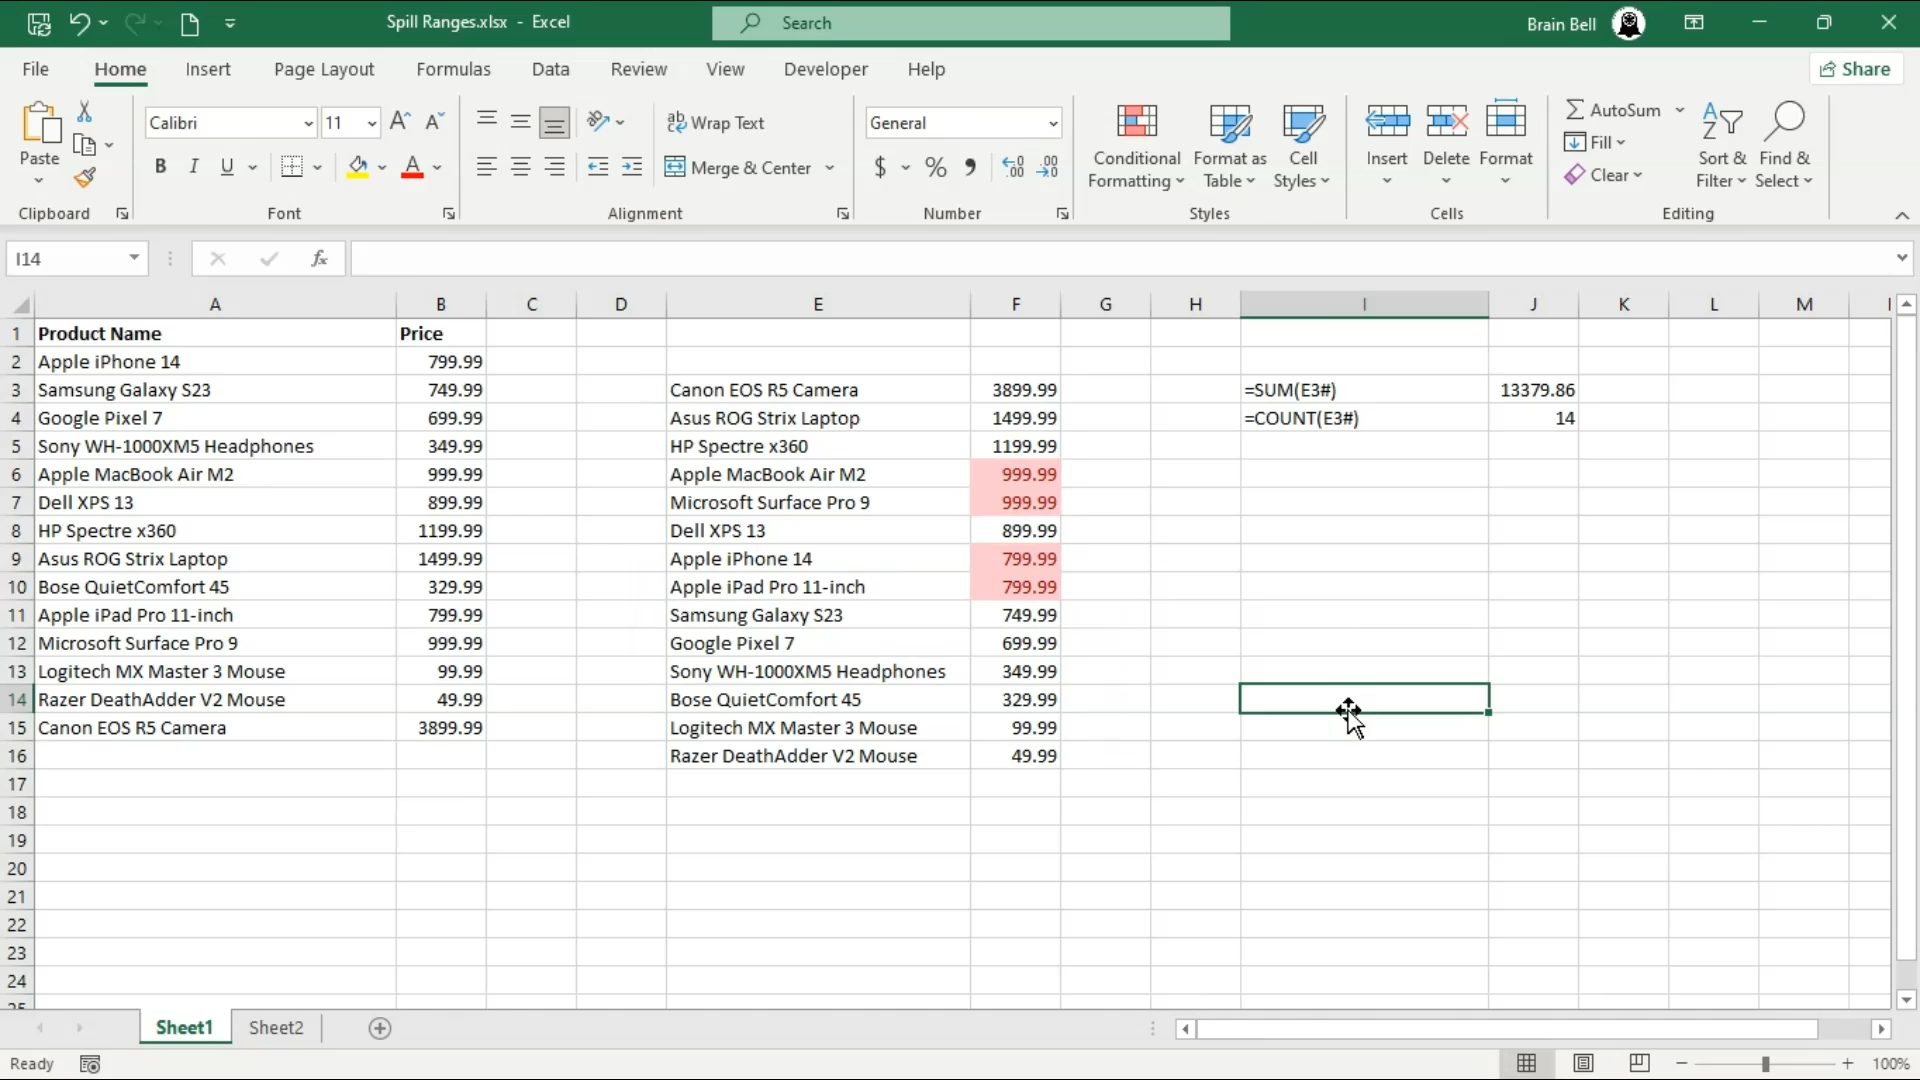 Spill Ranges.xlsx - Excel
Search
Brain Bell
File Home Insert Page Layout Formulas Data Review View Developer Help
Share
Paste
Clipboard
Calibri 11
B I U
Font
Wrap Text
Merge & Center
Alignment
General
$ % ,
Number
Conditional Formatting
Format as Table
Cell Styles
Styles
Insert
Delete
Format
Cells
AutoSum
Fill
Clear
Sort & Filter
Find & Select
Editing
I14
fx
A B C D E F G H I J K L M
1 Product Name Price
2 Apple iPhone 14 799.99
3 Samsung Galaxy S23 749.99 Canon EOS R5 Camera 3899.99 =SUM(E3#) 13379.86
4 Google Pixel 7 699.99 Asus ROG Strix Laptop 1499.99 =COUNT(E3#) 14
5 Sony WH-1000XM5 Headphones 349.99 HP Spectre x360 1199.99
6 Apple MacBook Air M2 999.99 Apple MacBook Air M2 999.99
7 Dell XPS 13 899.99 Microsoft Surface Pro 9 999.99
8 HP Spectre x360 1199.99 Dell XPS 13 899.99
9 Asus ROG Strix Laptop 1499.99 Apple iPhone 14 799.99
10 Bose QuietComfort 45 329.99 Apple iPad Pro 11-inch 799.99
11 Apple iPad Pro 11-inch 799.99 Samsung Galaxy S23 749.99
12 Microsoft Surface Pro 9 999.99 Google Pixel 7 699.99
13 Logitech MX Master 3 Mouse 99.99 Sony WH-1000XM5 Headphones 349.99
14 Razer DeathAdder V2 Mouse 49.99 Bose QuietComfort 45 329.99
15 Canon EOS R5 Camera 3899.99 Logitech MX Master 3 Mouse 99.99
16 Razer DeathAdder V2 Mouse 49.99
17
18
19
20
21
22
23
24
25
Sheet1 Sheet2
Ready
100%